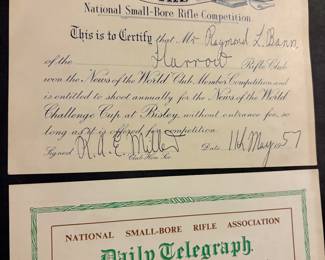 National Small-Bore Rifle Competition.
This is to Certify that Mr. Raymond L. Bann
of the Harrow Rifle Club
won the News of the World Club Member Competition and
is entitled to shoot annually for the News of the World
Challenge Cup at Bisley, without entrance fee, so
long as it is offered for competition.
Signed R. A. E. Millett Date 11th May 1957
Club Hon Sec
NATIONAL SMALL-BORE RIFLE ASSOCIATION
Daily Telegraph